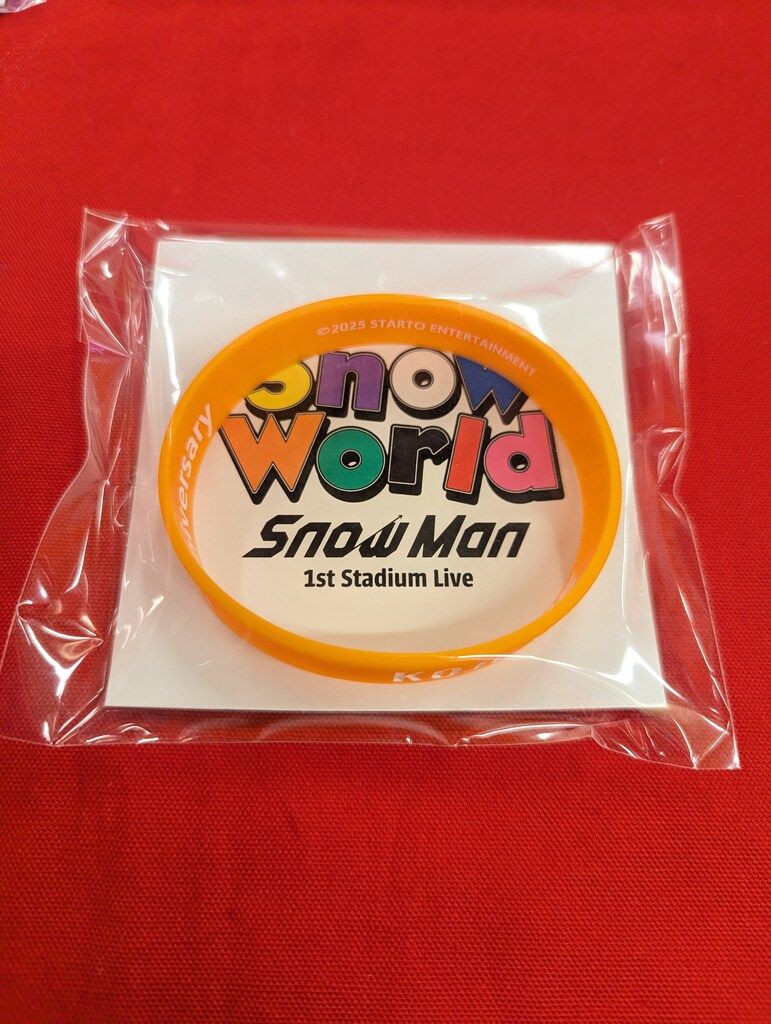 ©2025 STARTO ENTERTAINMENT
Snow
World
Snow Man
1st Stadium Live